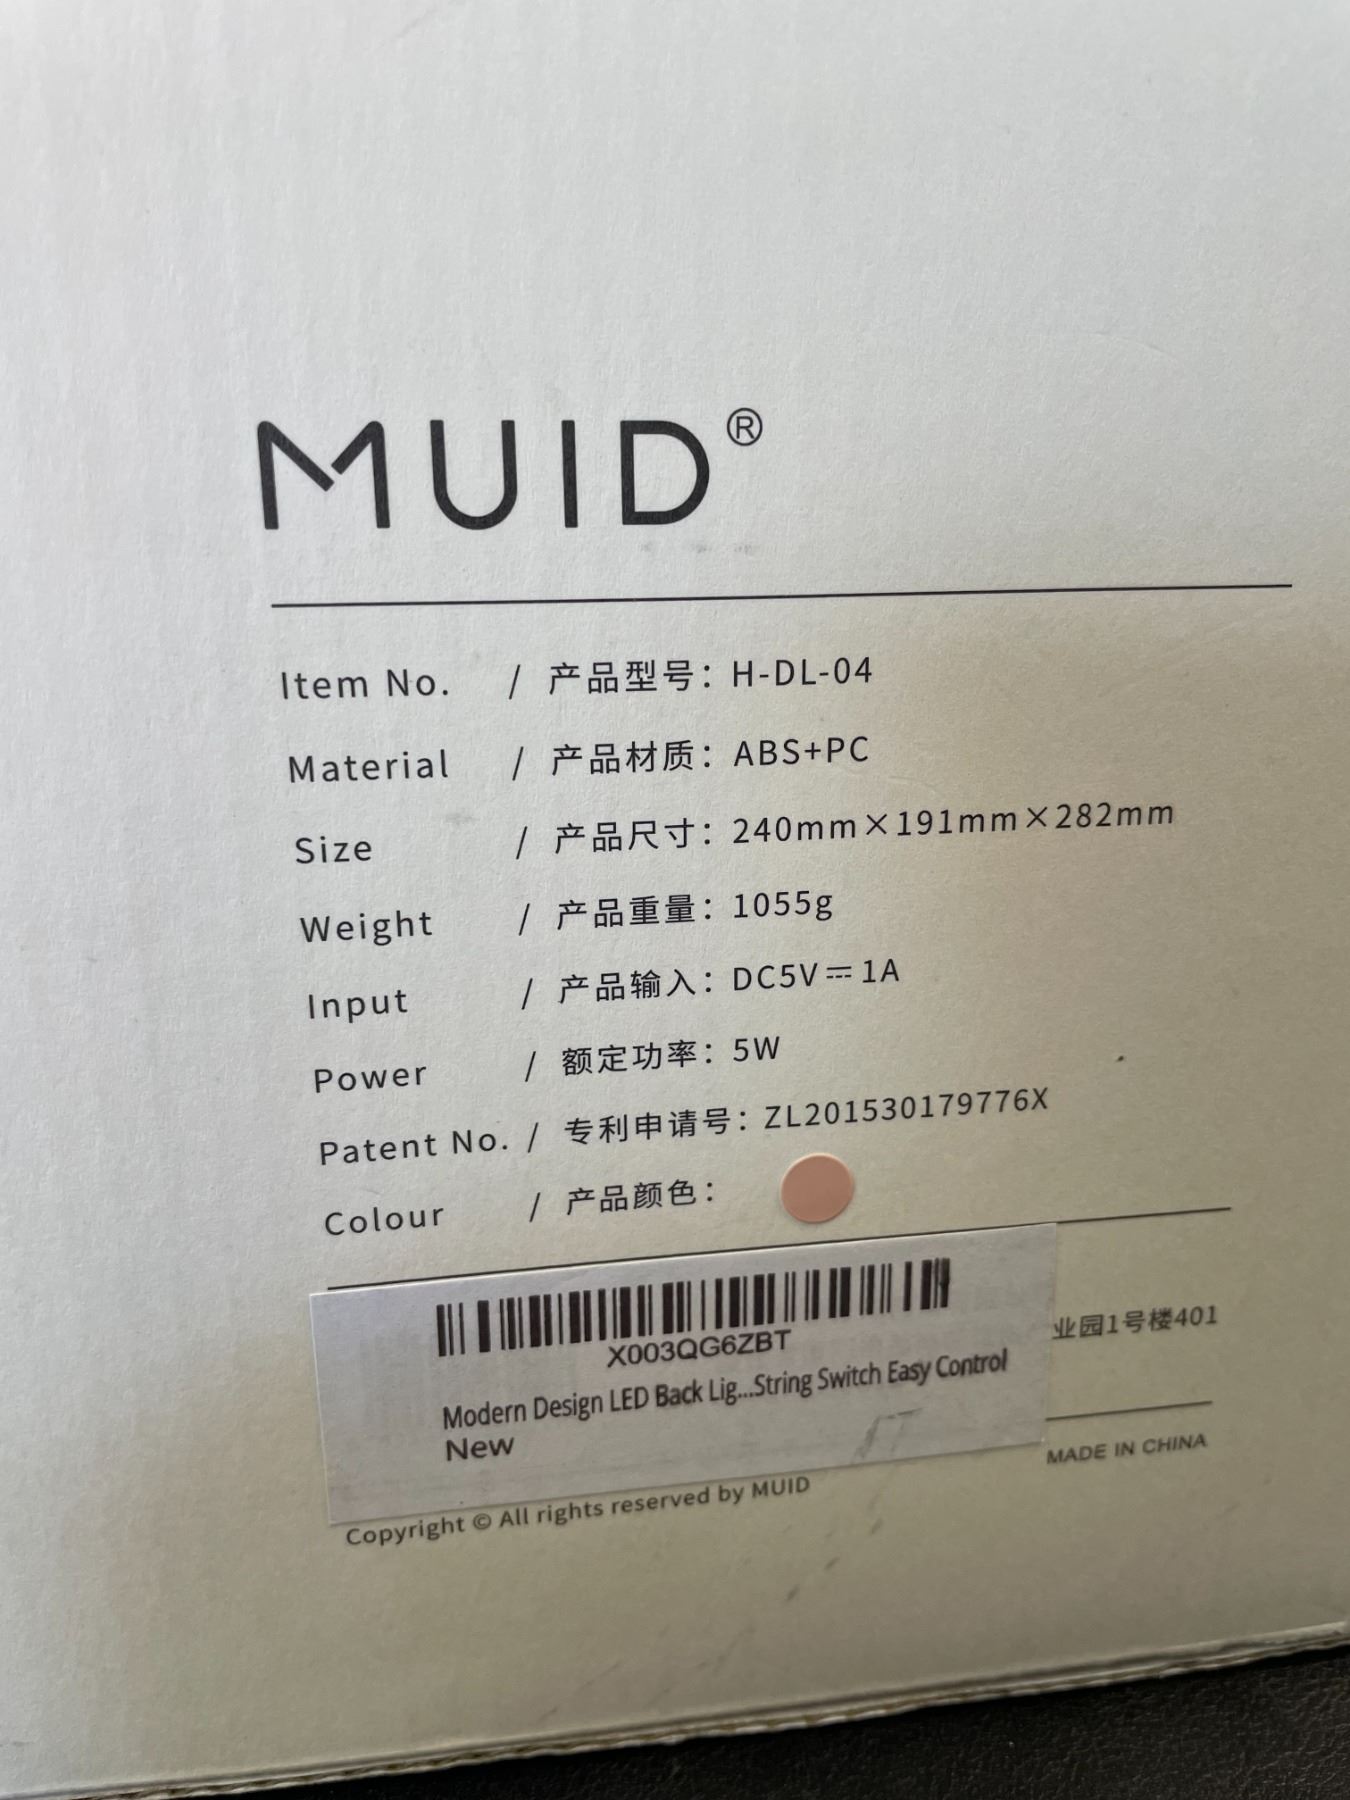 MUID®
Item No. / 产品型号：H-DL-04
Material / 产品材质：ABS+PC
Size / 产品尺寸：240mm×191mm×282mm
Weight / 产品重量：1055g
Input / 产品输入：DC5V⎓1A
Power / 额定功率：5W
Patent No. / 专利申请号：ZL201530179776X
Colour / 产品颜色：
X003QG6ZBT
Modern Design LED Back Lig...String Switch Easy Control
New
业园1号楼401
MADE IN CHINA
Copyright © All rights reserved by MUID